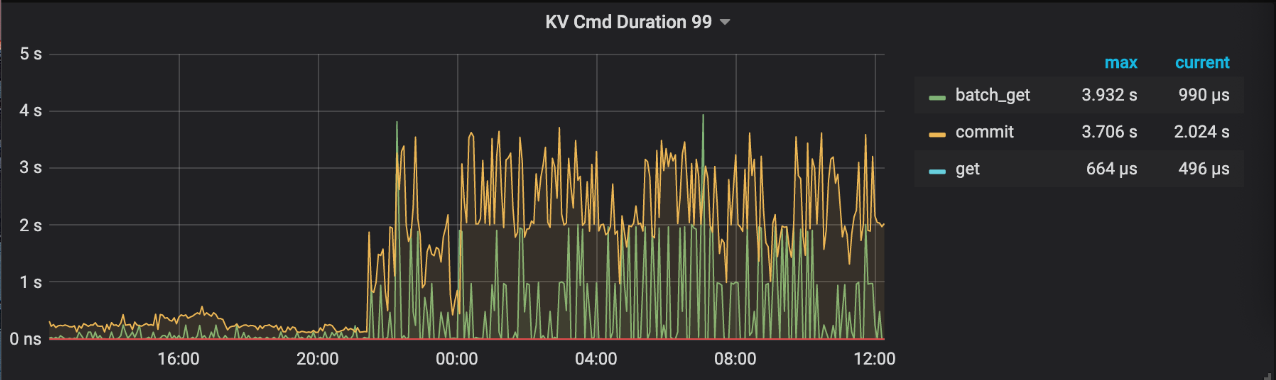 KV Cmd Duration 99
5 s
4 s
3 s
2 s
1 s
0 ns
16:00 20:00 00:00 04:00 08:00 12:00
max current
batch_get 3.932 s 990 µs
commit 3.706 s 2.024 s
get 664 µs 496 µs